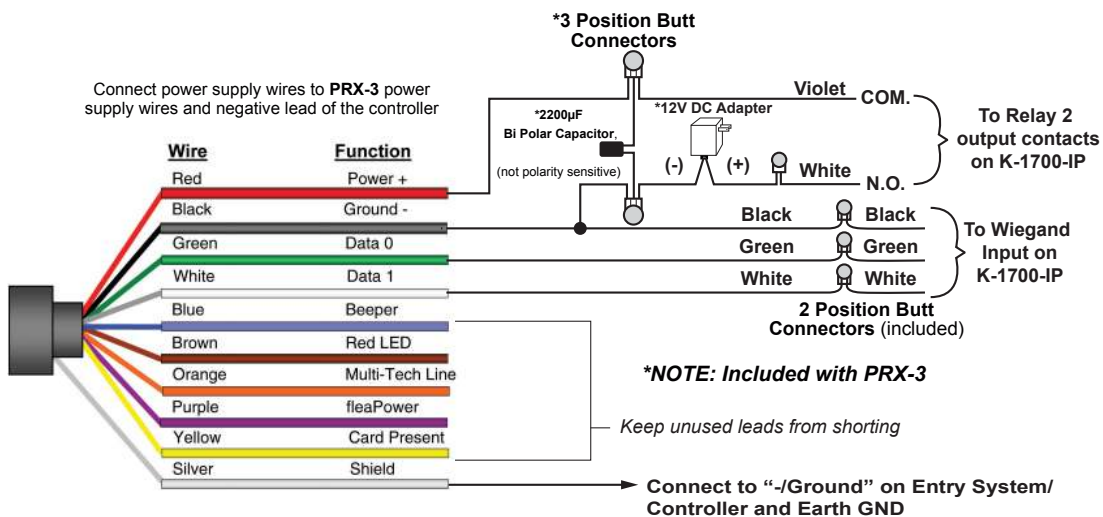 *3 Position Butt
Connectors
Connect power supply wires to PRX-3 power
supply wires and negative lead of the controller
*2200µF
Bi Polar Capacitor,
(not polarity sensitive)
*12V DC Adapter
(-)
(+)
Violet
COM.
White
N.O.
To Relay 2
output contacts
on K-1700-IP
Wire Function
Red Power +
Black Ground -
Green Data 0
White Data 1
Blue Beeper
Brown Red LED
Orange Multi-Tech Line
Purple fleaPower
Yellow Card Present
Silver Shield
Black Black
Green Green
White White
To Wiegand
Input on
K-1700-IP
2 Position Butt
Connectors (included)
*NOTE: Included with PRX-3
Keep unused leads from shorting
Connect to “-/Ground” on Entry System/
Controller and Earth GND